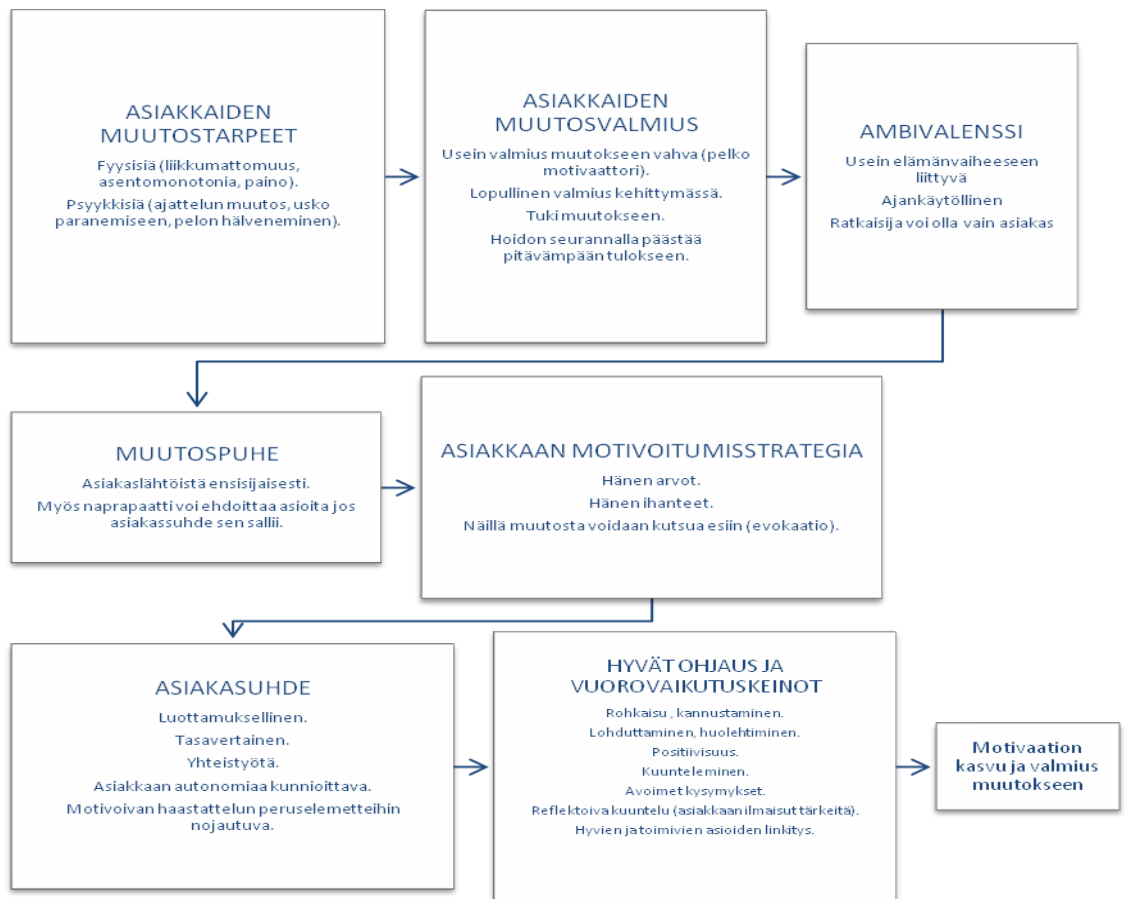 ASIAKKAIDEN
MUUTOSTARPEET
Fyysisiä (liikkumattomuus,
asentomonotonia, paino).
Psyykkisiä (ajattelun muutos, usko
paranemiseen, pelon hälveneminen).
ASIAKKAIDEN
MUUTOSVALMIUS
Usein valmius muutokseen vahva (pelko
motivaattori).
Lopullinen valmius kehittymässä.
Tuki muutokseen.
Hoidon seurannalla päästää
pitävämpään tulokseen.
AMBIVALENSSI
Usein elämänvaiheeseen
liittyvä
Ajankäytöllinen
Ratkaisija voi olla vain asiakas
MUUTOSPUHE
Asiakaslähtöistä ensisijaisesti.
Myös naprapaatti voi ehdoittaa asioita jos
asiakassuhde sen sallii.
ASIAKKAAN MOTIVOITUMISSTRATEGIA
Hänen arvot.
Hänen ihanteet.
Näillä muutosta voidaan kutsua esiin (evokaatio).
ASIAKASUHDE
Luottamuksellinen.
Tasavertainen.
Yhteistyötä.
Asiakkaan autonomiaa kunnioittava.
Motivoivan haastattelun peruselemetteihin
nojautuva.
HYVÄT OHJAUS JA
VUOROVAIKUTUSKEINOT
Rohkaisu , kannustaminen.
Lohduttaminen, huolehtiminen.
Positiivisuus.
Kuunteleminen.
Avoimet kysymykset.
Reflektoiva kuuntelu (asiakkaan ilmaisut tärkeitä).
Hyvien ja toimivien asioiden linkitys.
Motivaation
kasvu ja valmius
muutokseen